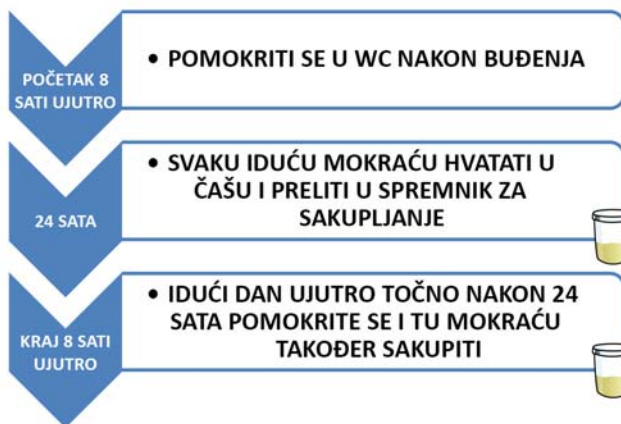 POČETAK 8
SATI UJUTRO
• POMOKRITI SE U WC NAKON BUĐENJA
24 SATA
• SVAKU IDUĆU MOKRAĆU HVATATI U
ČAŠU I PRELITI U SPREMNIK ZA
SAKUPLJANJE
KRAJ 8 SATI
UJUTRO
• IDUĆI DAN UJUTRO TOČNO NAKON 24
SATA POMOKRITE SE I TU MOKRAĆU
TAKOĐER SAKUPITI